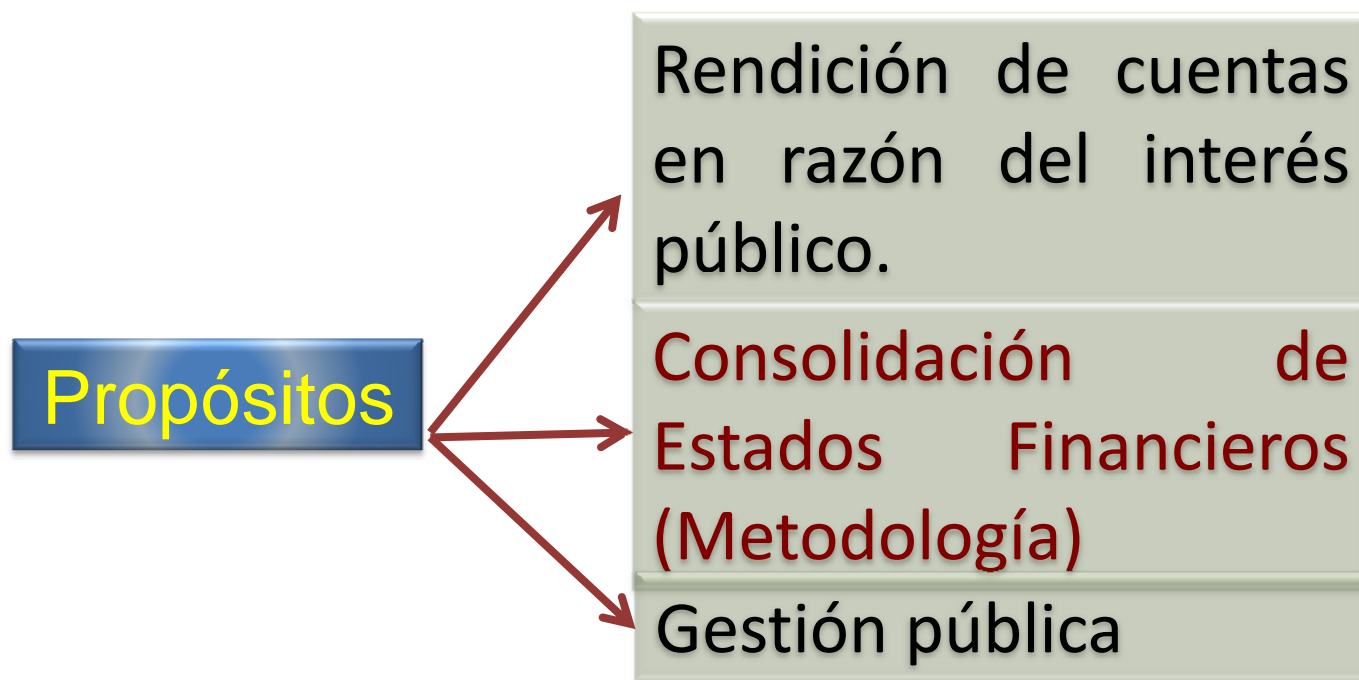 Propósitos
Rendición de cuentas
en razón del interés
público.
Consolidación de
Estados Financieros
(Metodología)
Gestión pública